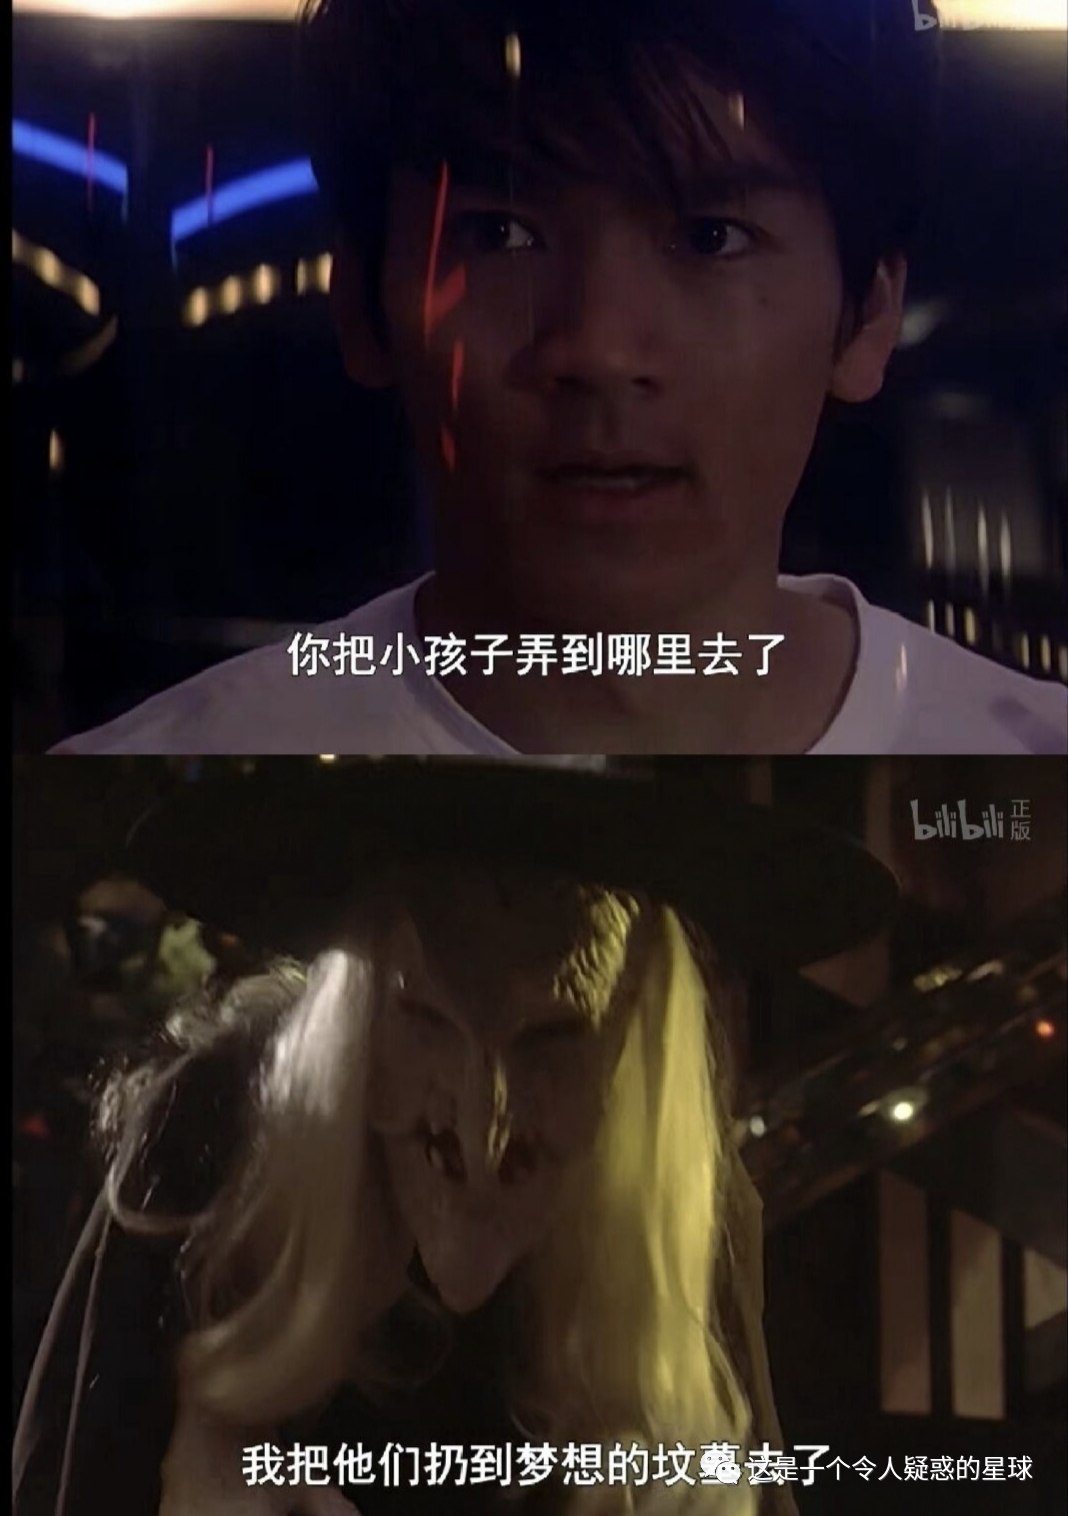 bilibili
你把小孩子弄到哪里去了
bilibili 正版
我把他们扔到梦想的坟墓去了
这是一个令人疑惑的星球